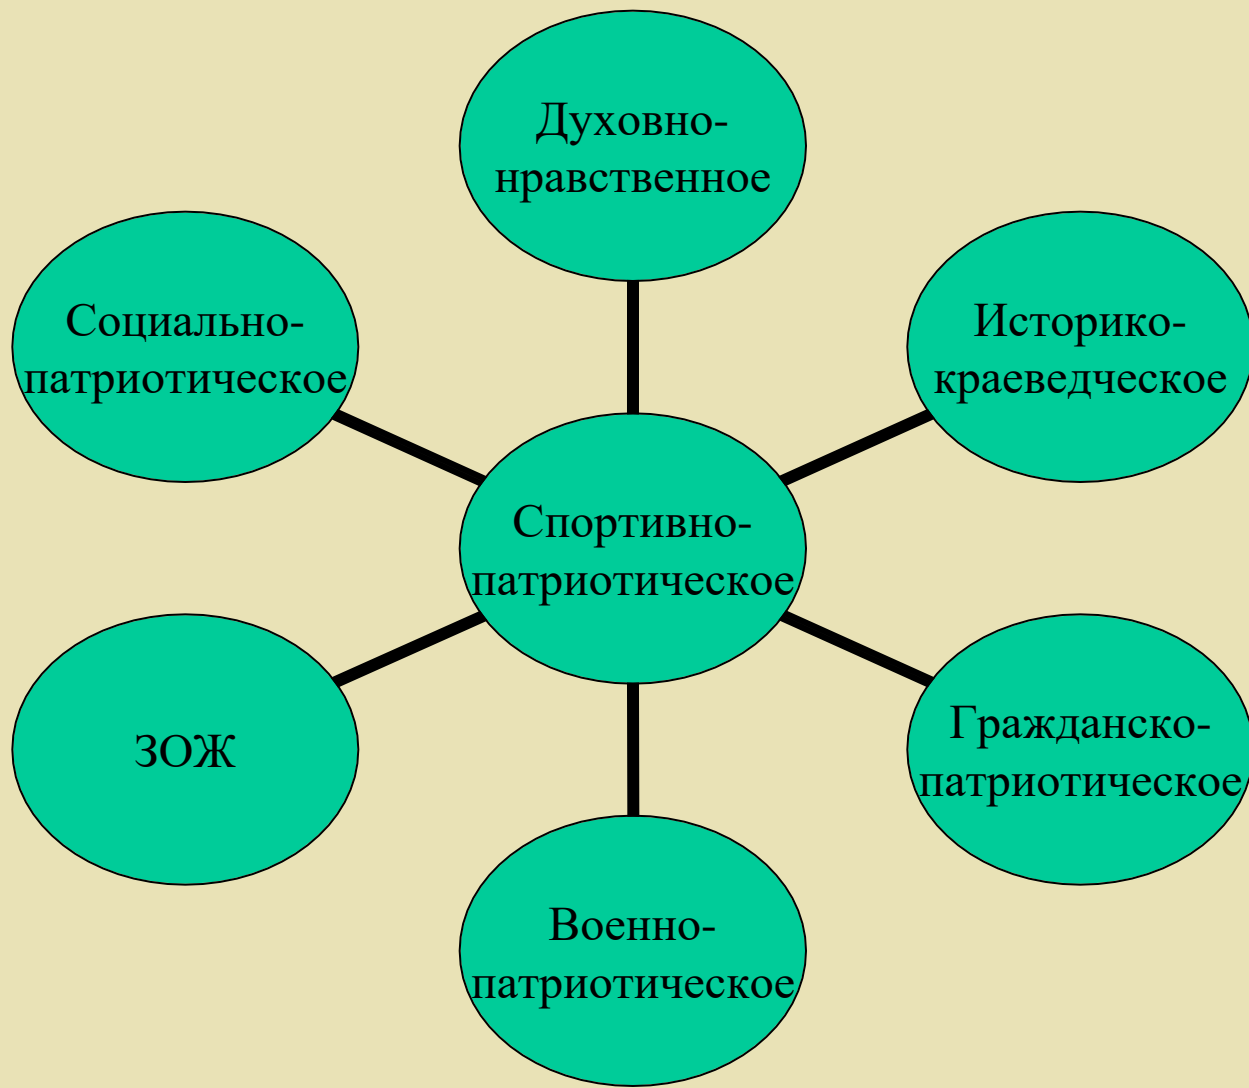 Духовно-
нравственное
Социально-
патриотическое
Историко-
краеведческое
Спортивно-
патриотическое
ЗОЖ
Гражданско-
патриотическое
Военно-
патриотическое